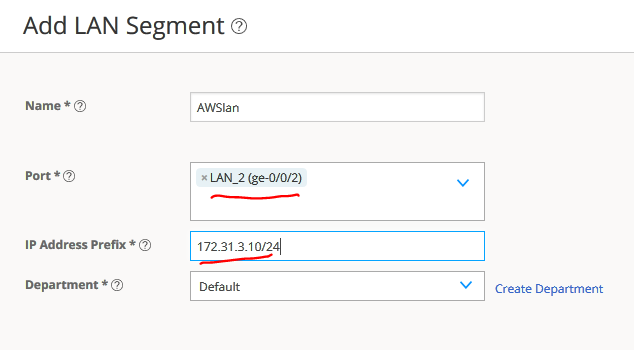 Add LAN Segment ?
Name * ?
AWSlan
Port * ?
× LAN_2 (ge-0/0/2)
IP Address Prefix * ?
172.31.3.10/24
Department * ?
Default
Create Department